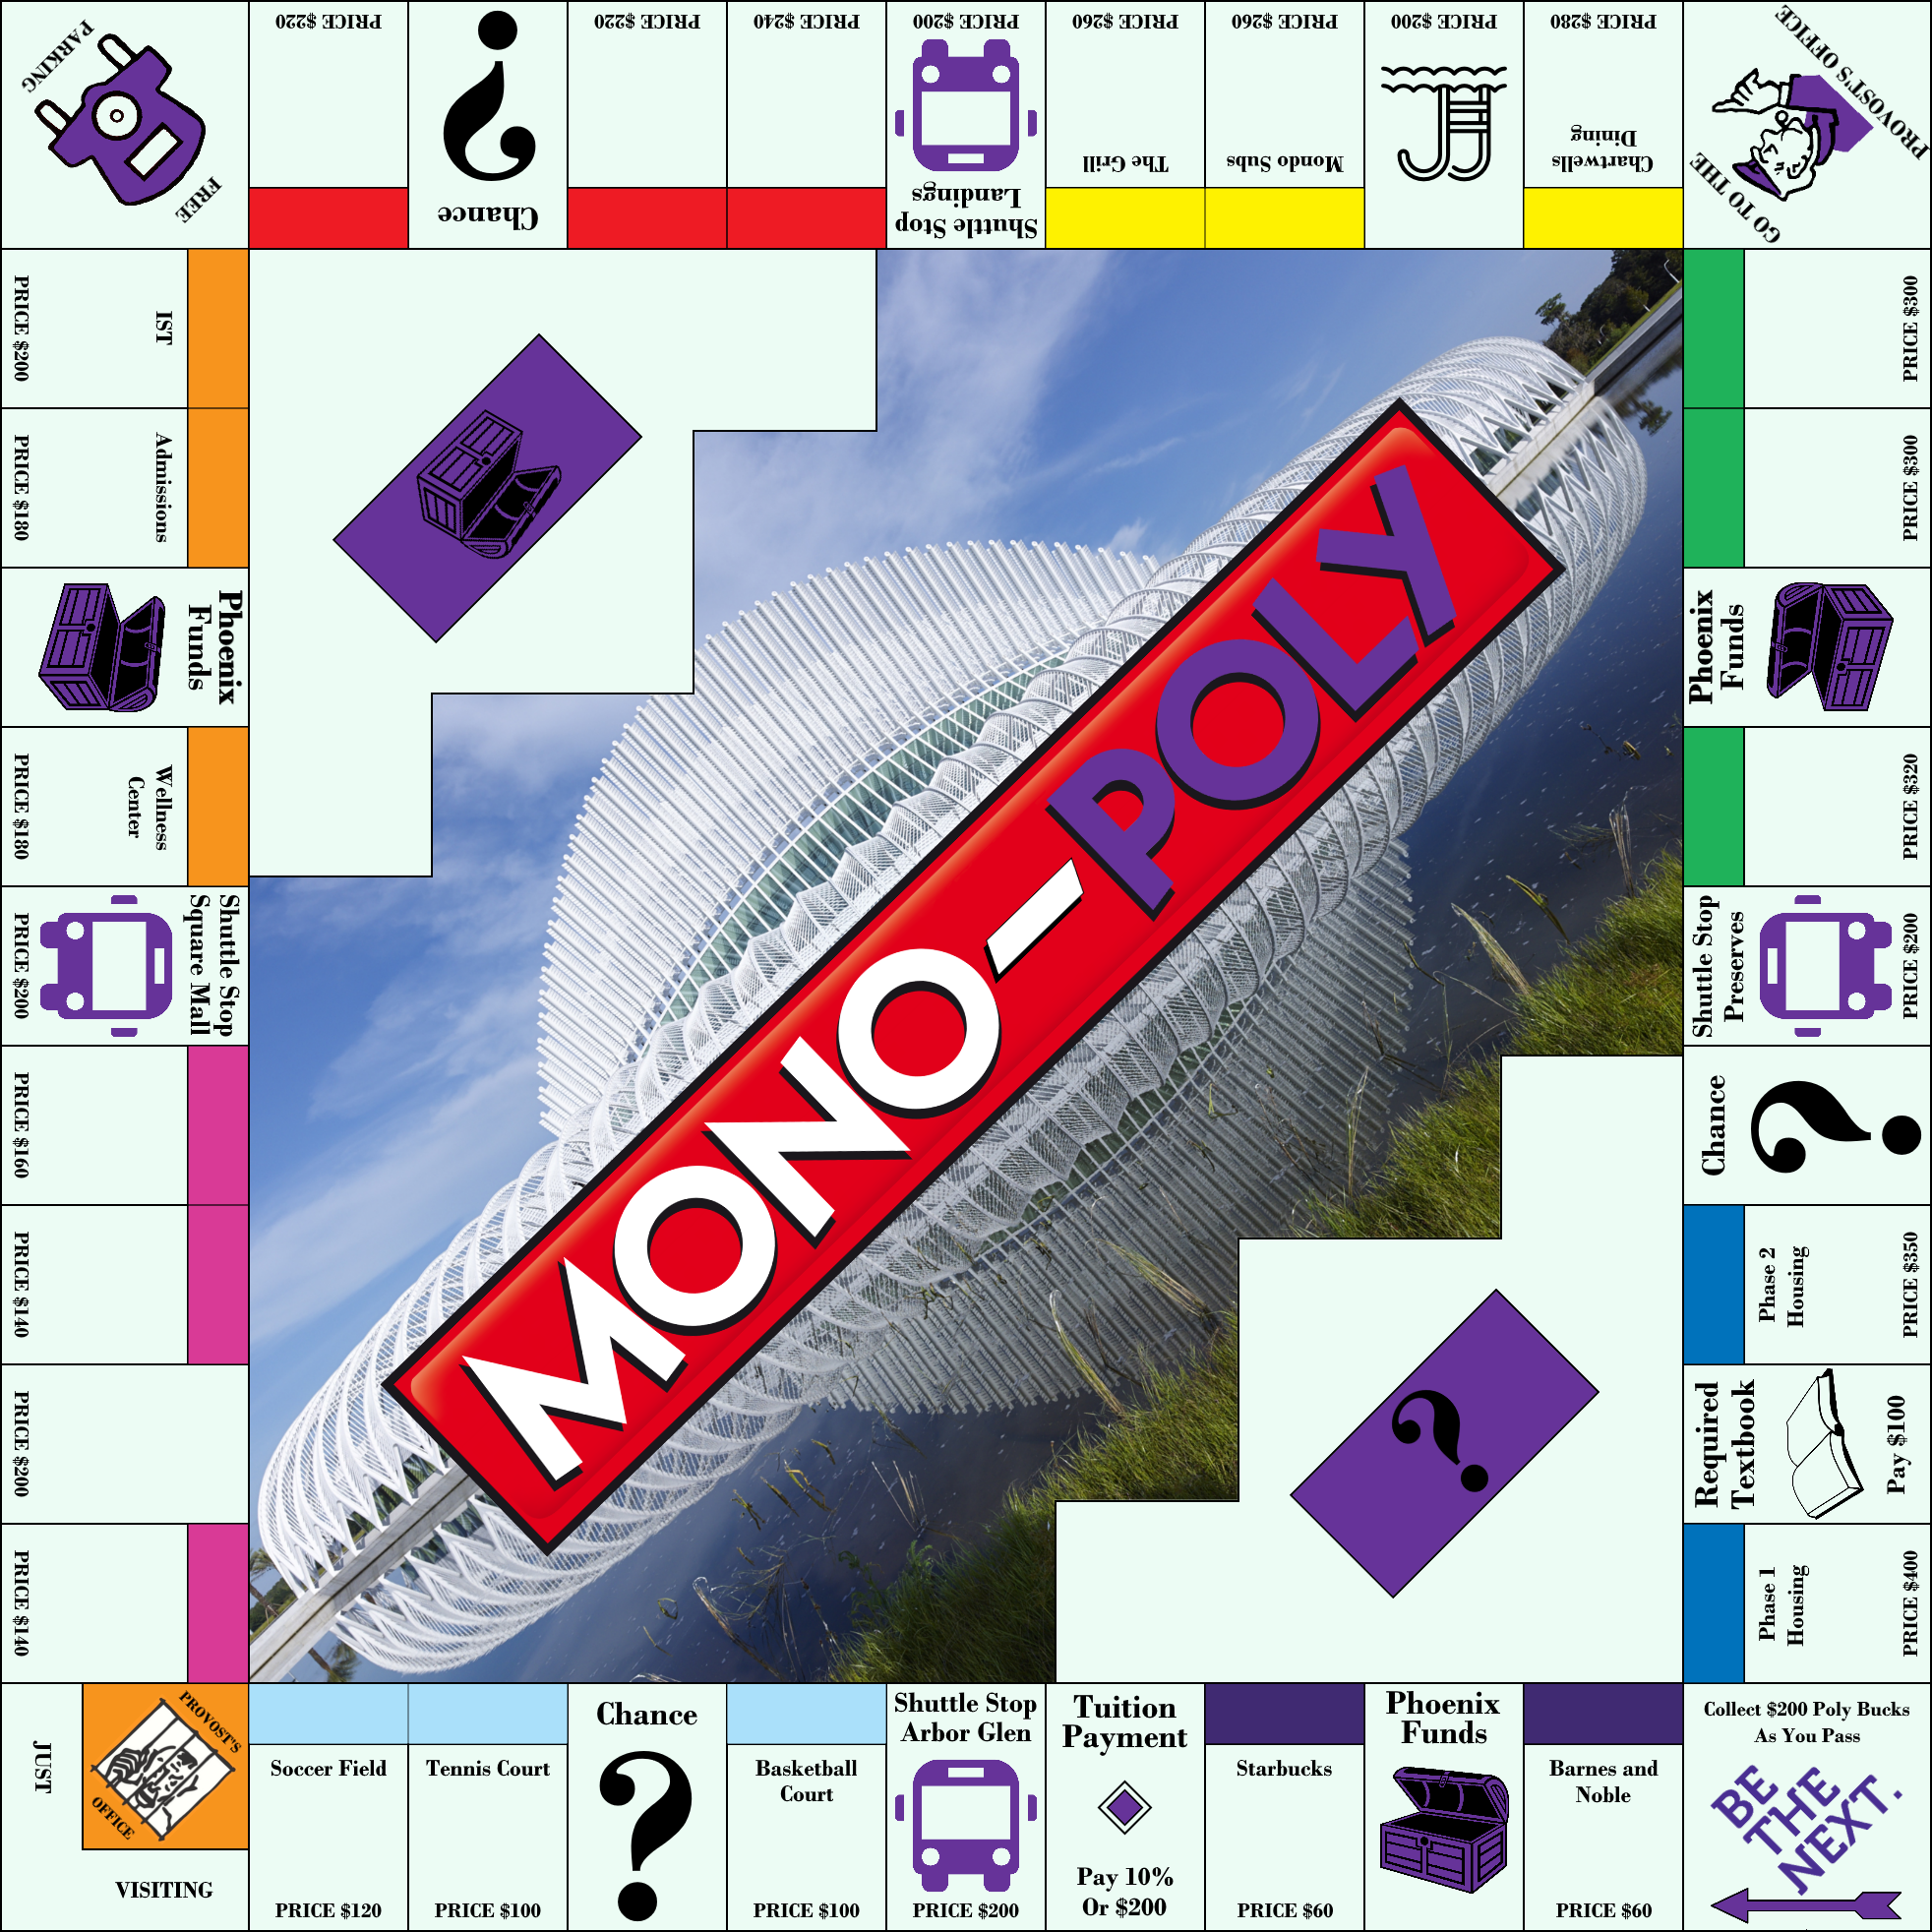 PARKING
FREE
PRICE $220
Chance
PRICE $220
PRICE $240
PRICE $200
Shuttle Stop
Landings
PRICE $260
The Grill
PRICE $260
Mondo Subs
PRICE $200
PRICE $280
Chartwells
Dining
GO TO THE
PROVOST'S OFFICE
PRICE $300
PRICE $300
Phoenix
Funds
PRICE $320
Shuttle Stop
Preserves
PRICE $200
Chance
Phase 2
Housing
PRICE $350
Required
Textbook
Pay $100
Phase 1
Housing
PRICE $400
Collect $200 Poly Bucks
As You Pass
BE
THE
NEXT.
Barnes and
Noble
PRICE $60
Phoenix
Funds
Starbucks
PRICE $60
Tuition
Payment
Pay 10%
Or $200
Shuttle Stop
Arbor Glen
PRICE $200
Basketball
Court
PRICE $100
Chance
Tennis Court
PRICE $100
Soccer Field
PRICE $120
PROVOST'S
OFFICE
JUST
VISITING
PRICE $140
PRICE $200
PRICE $140
PRICE $160
Shuttle Stop
Square Mall
PRICE $200
Wellness
Center
PRICE $180
Phoenix
Funds
Admissions
PRICE $180
IST
PRICE $200
MONO-POLY